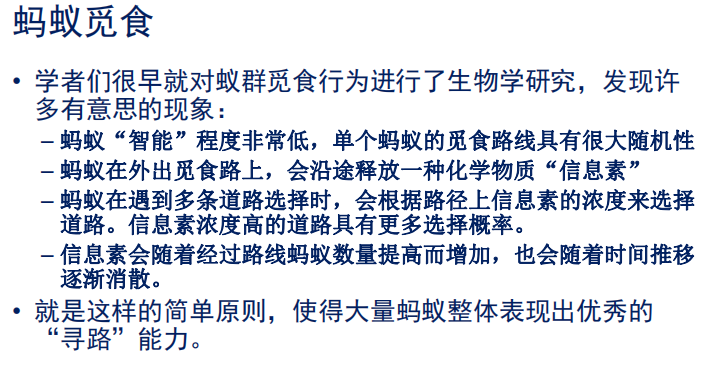 蚂蚁觅食
• 学者们很早就对蚁群觅食行为进行了生物学研究，发现许
多有意思的现象：
– 蚂蚁“智能”程度非常低，单个蚂蚁的觅食路线具有很大随机性
– 蚂蚁在外出觅食路上，会沿途释放一种化学物质“信息素”
– 蚂蚁在遇到多条道路选择时，会根据路径上信息素的浓度来选择
道路。信息素浓度高的道路具有更多选择概率。
– 信息素会随着经过路线蚂蚁数量提高而增加，也会随着时间推移
逐渐消散。
• 就是这样的简单原则，使得大量蚂蚁整体表现出优秀的
“寻路”能力。